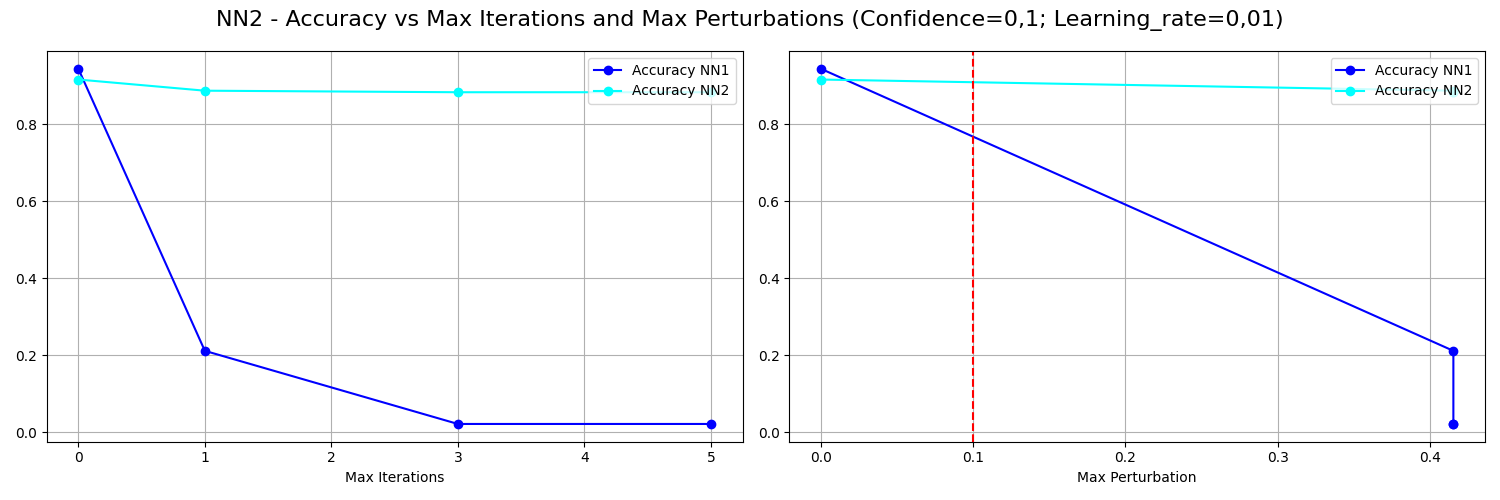 NN2 - Accuracy vs Max Iterations and Max Perturbations (Confidence=0,1; Learning_rate=0,01)
Accuracy NN1
Accuracy NN2
0.8
0.6
0.4
0.2
0.0
0 1 2 3 4 5
Max Iterations
Accuracy NN1
Accuracy NN2
0.8
0.6
0.4
0.2
0.0
0.0 0.1 0.2 0.3 0.4
Max Perturbation